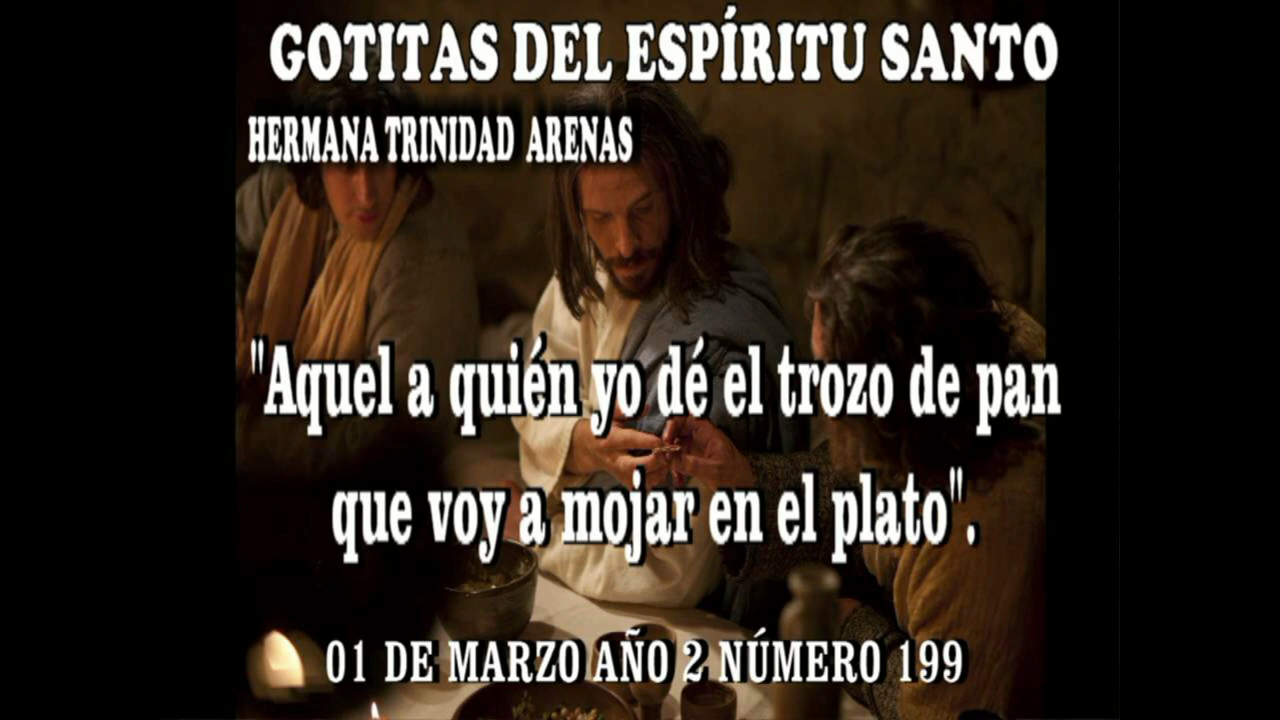 GOTITAS DEL ESPÍRITU SANTO
HERMANA TRINIDAD ARENAS
"Aquel a quién yo dé el trozo de pan
que voy a mojar en el plato".
01 DE MARZO AÑO 2 NÚMERO 199